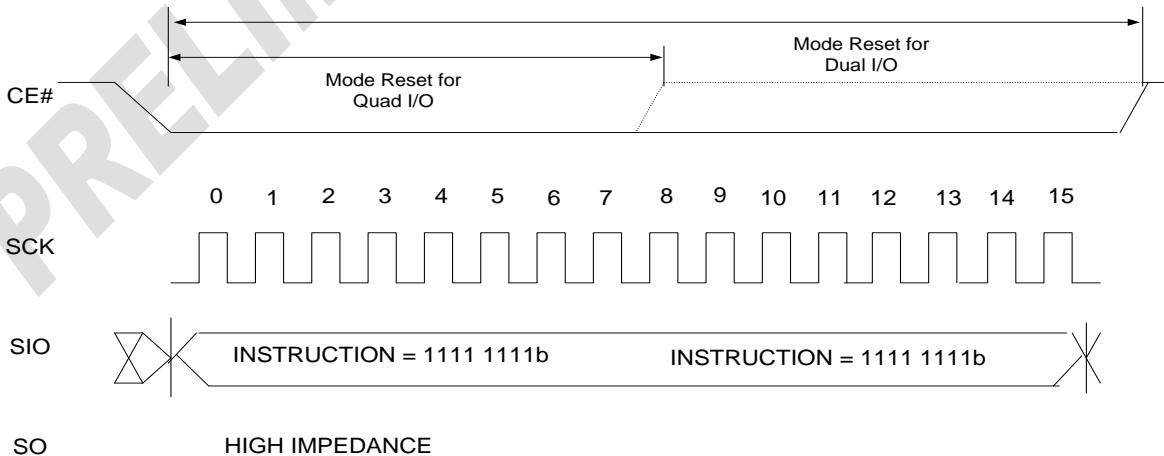 PRELI
Mode Reset for
Dual I/O
Mode Reset for
Quad I/O
CE#
0 1 2 3 4 5 6 7 8 9 10 11 12 13 14 15
SCK
SIO
INSTRUCTION = 1111 1111b INSTRUCTION = 1111 1111b
SO
HIGH IMPEDANCE